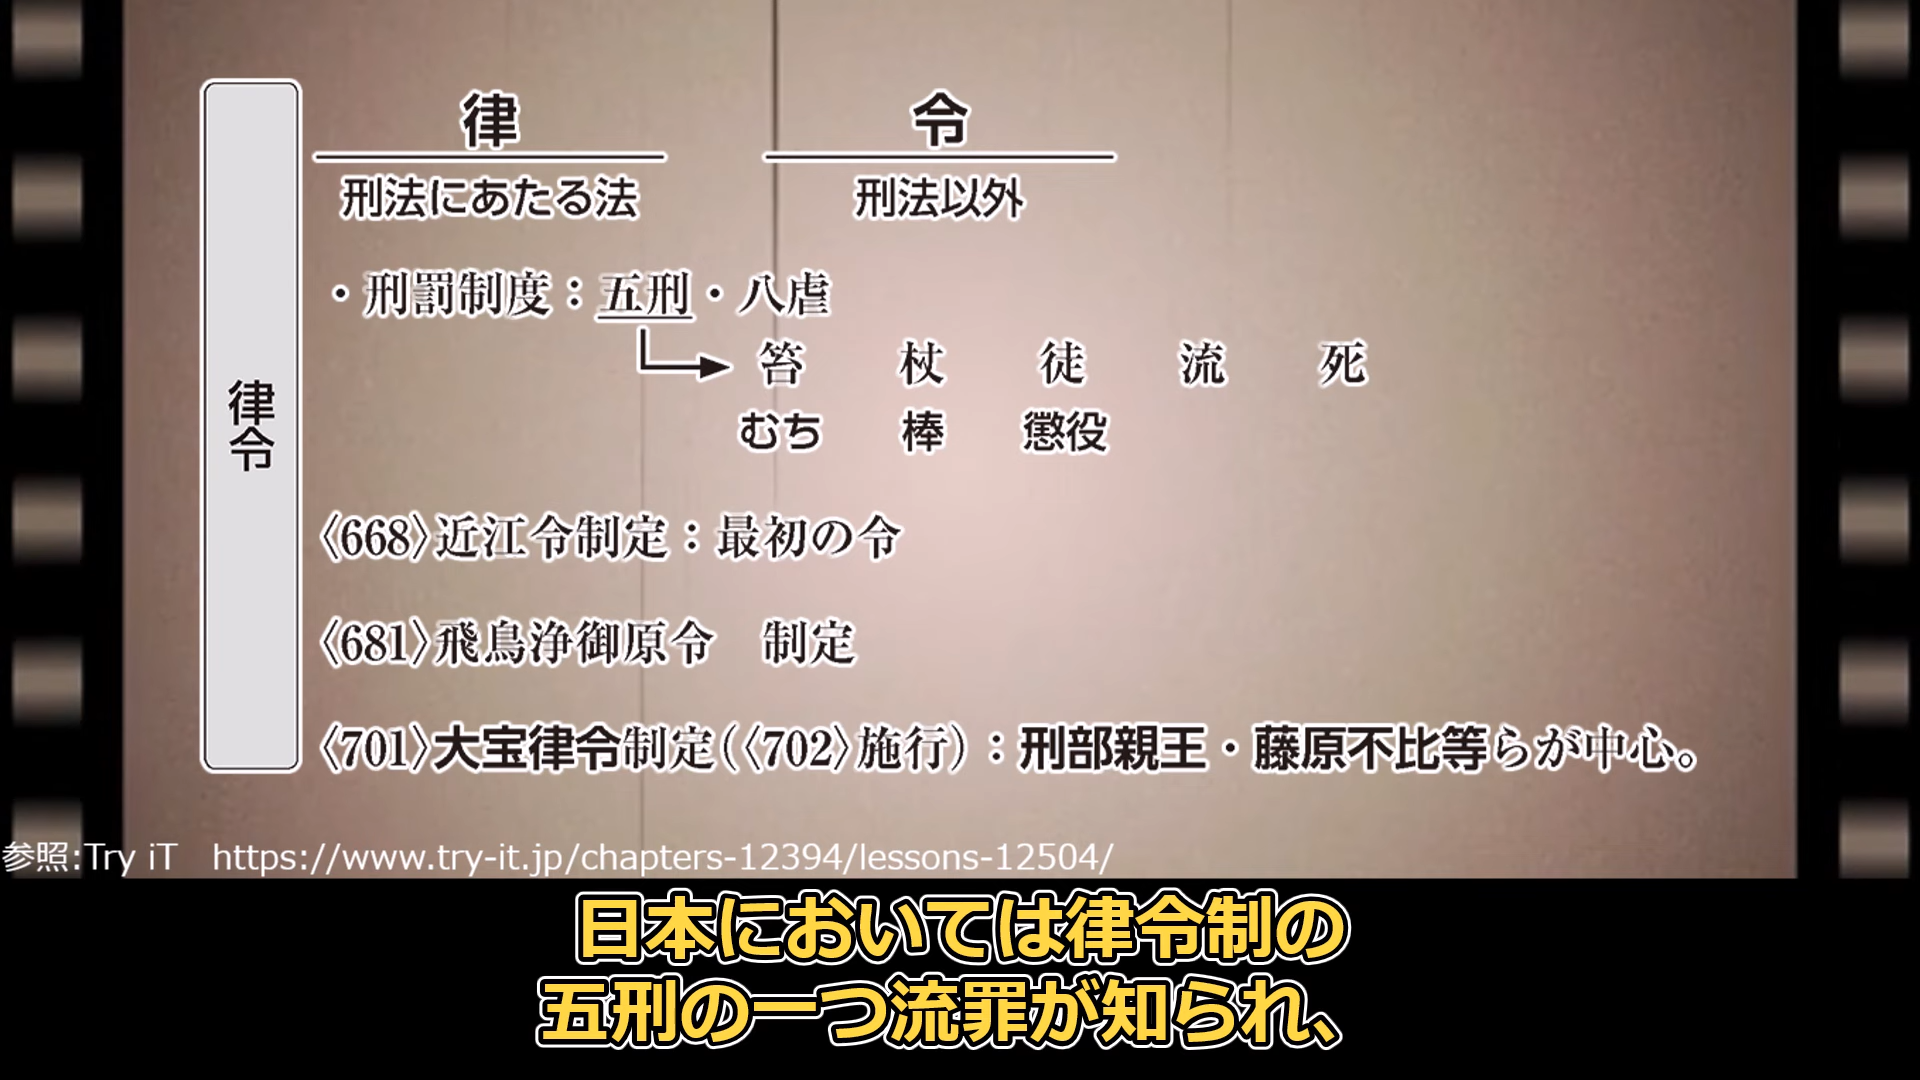 律令
律 令
刑法にあたる法 刑法以外
・刑罰制度：五刑・八虐
笞 杖 徒 流 死
むち 棒 懲役
〈668〉近江令制定：最初の令
〈681〉飛鳥浄御原令　制定
〈701〉大宝律令制定（〈702〉施行）：刑部親王・藤原不比等らが中心。
参照:Try iT　https://www.try-it.jp/chapters-12394/lessons-12504/
日本においては律令制の
五刑の一つ流罪が知られ、